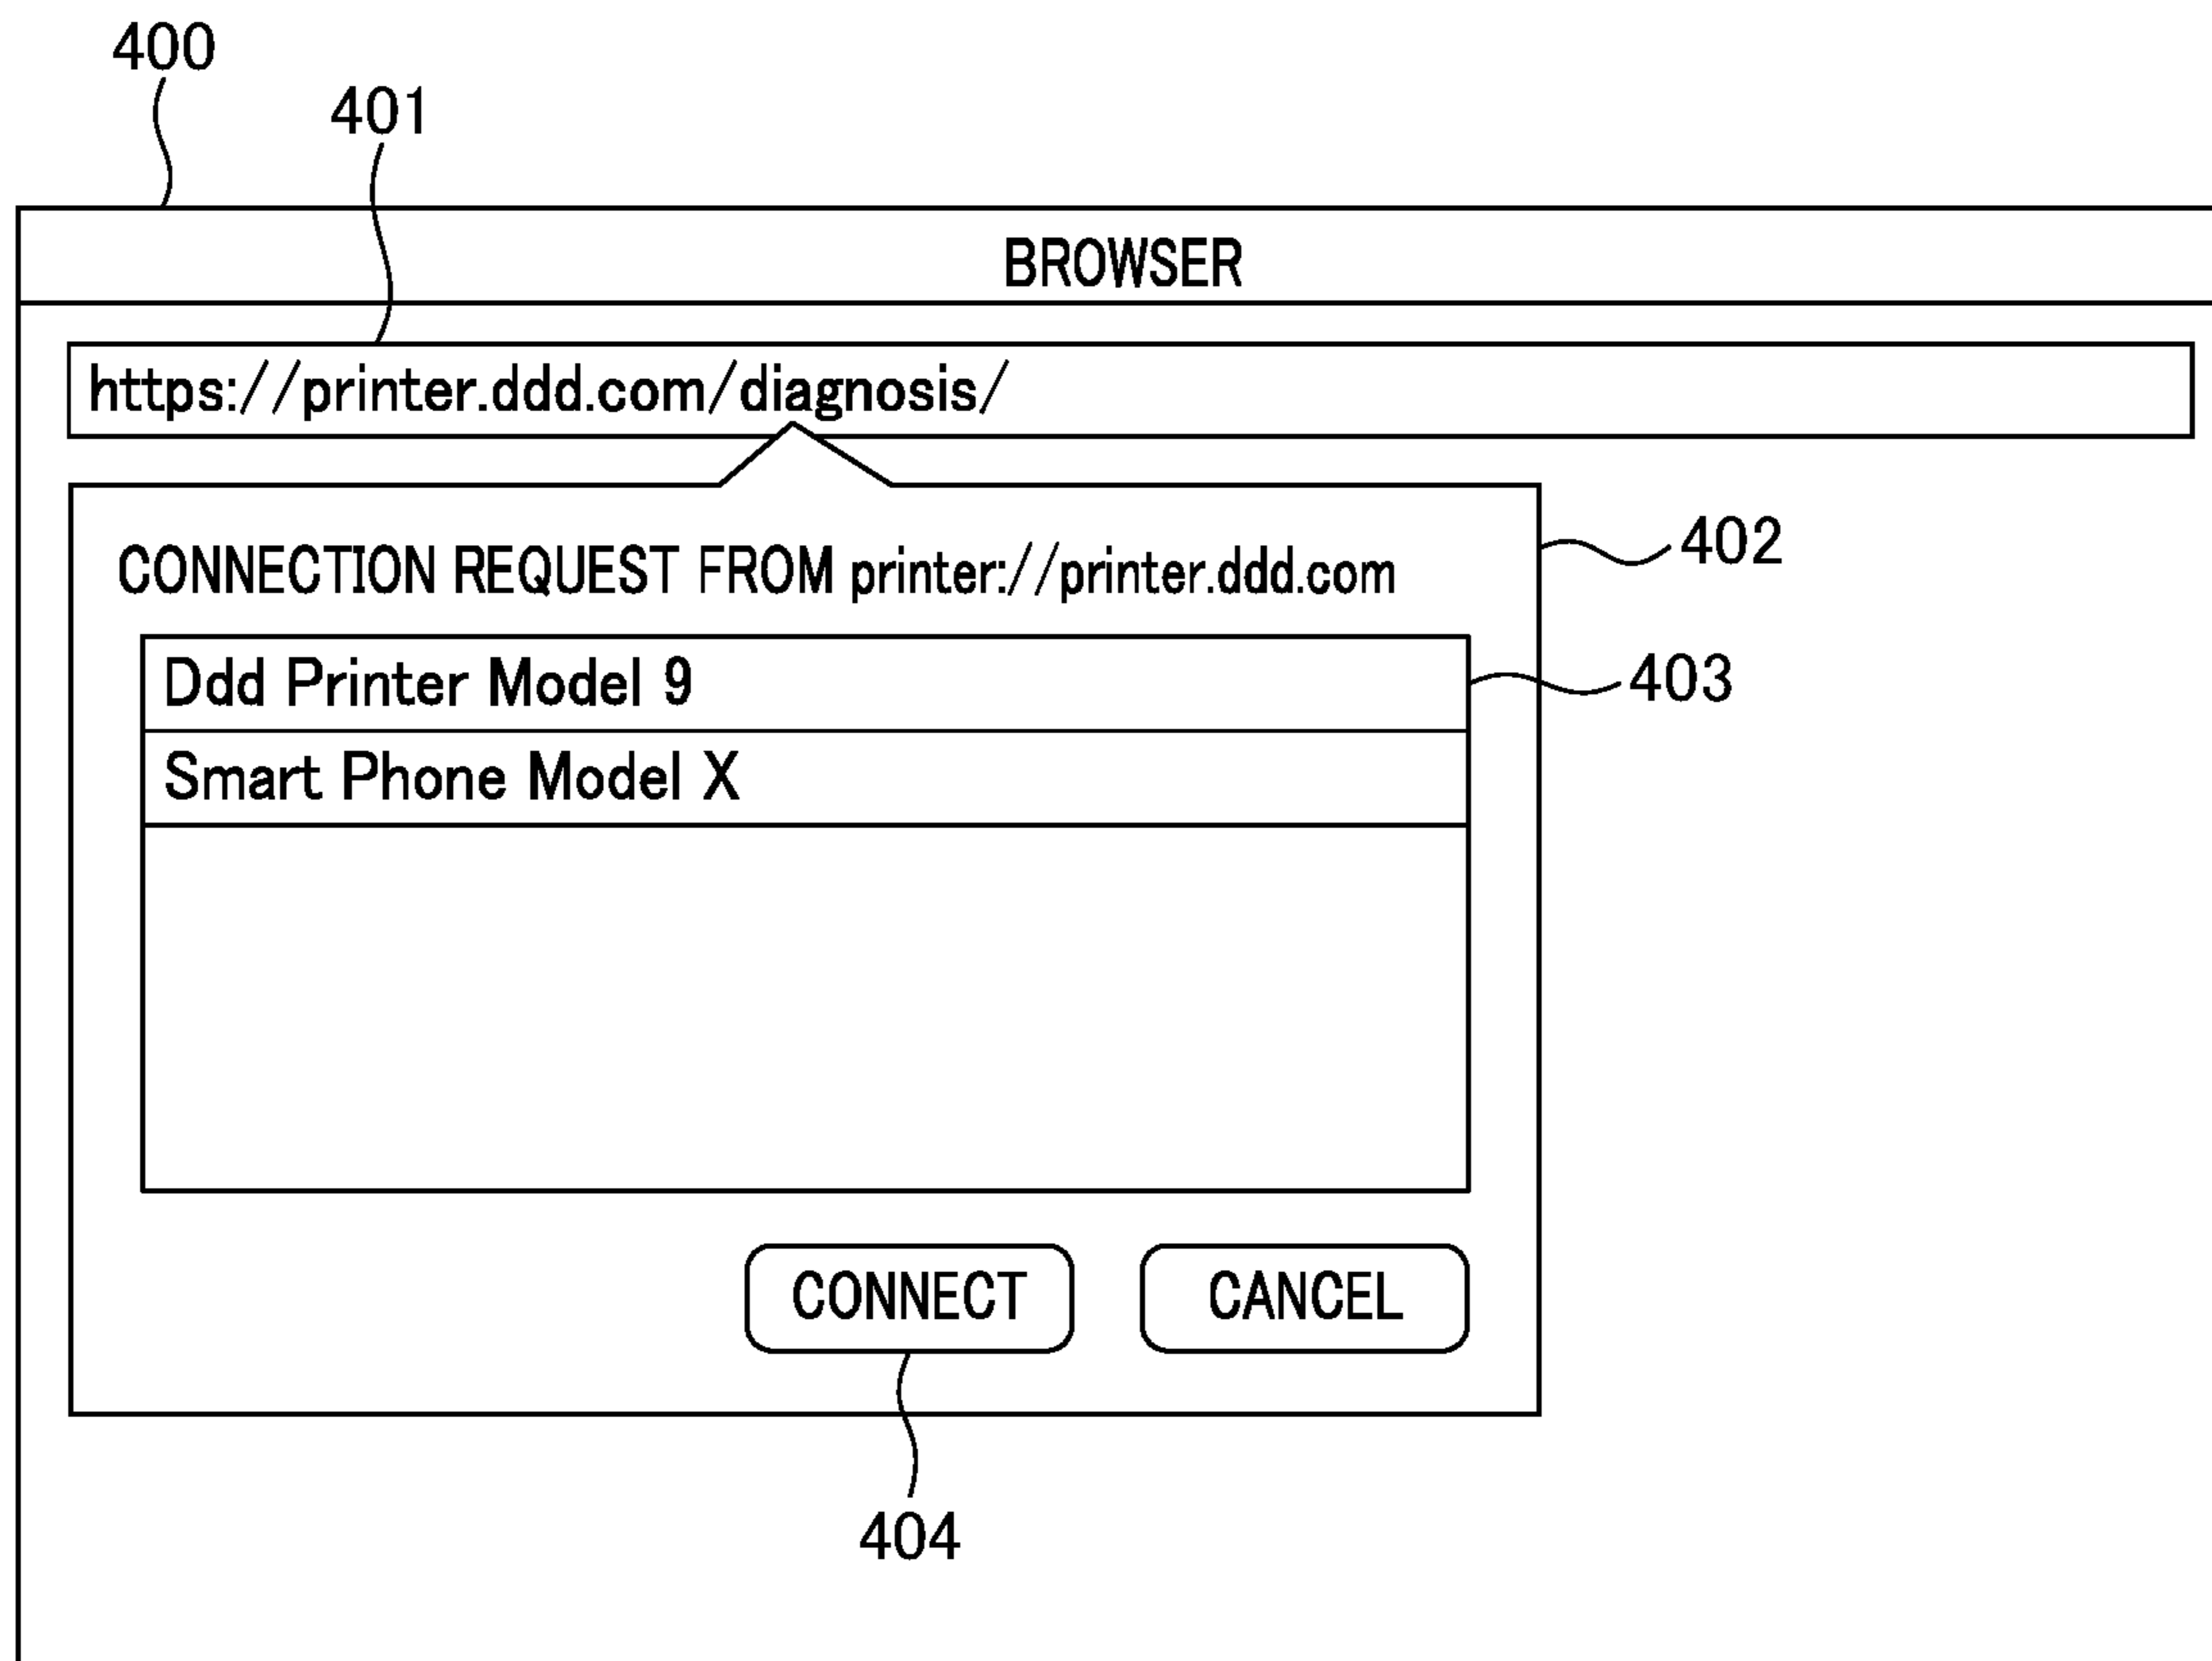 400
401
BROWSER
https://printer.ddd.com/diagnosis/
402
CONNECTION REQUEST FROM printer://printer.ddd.com
403
Ddd Printer Model 9
Smart Phone Model X
CONNECT
CANCEL
404